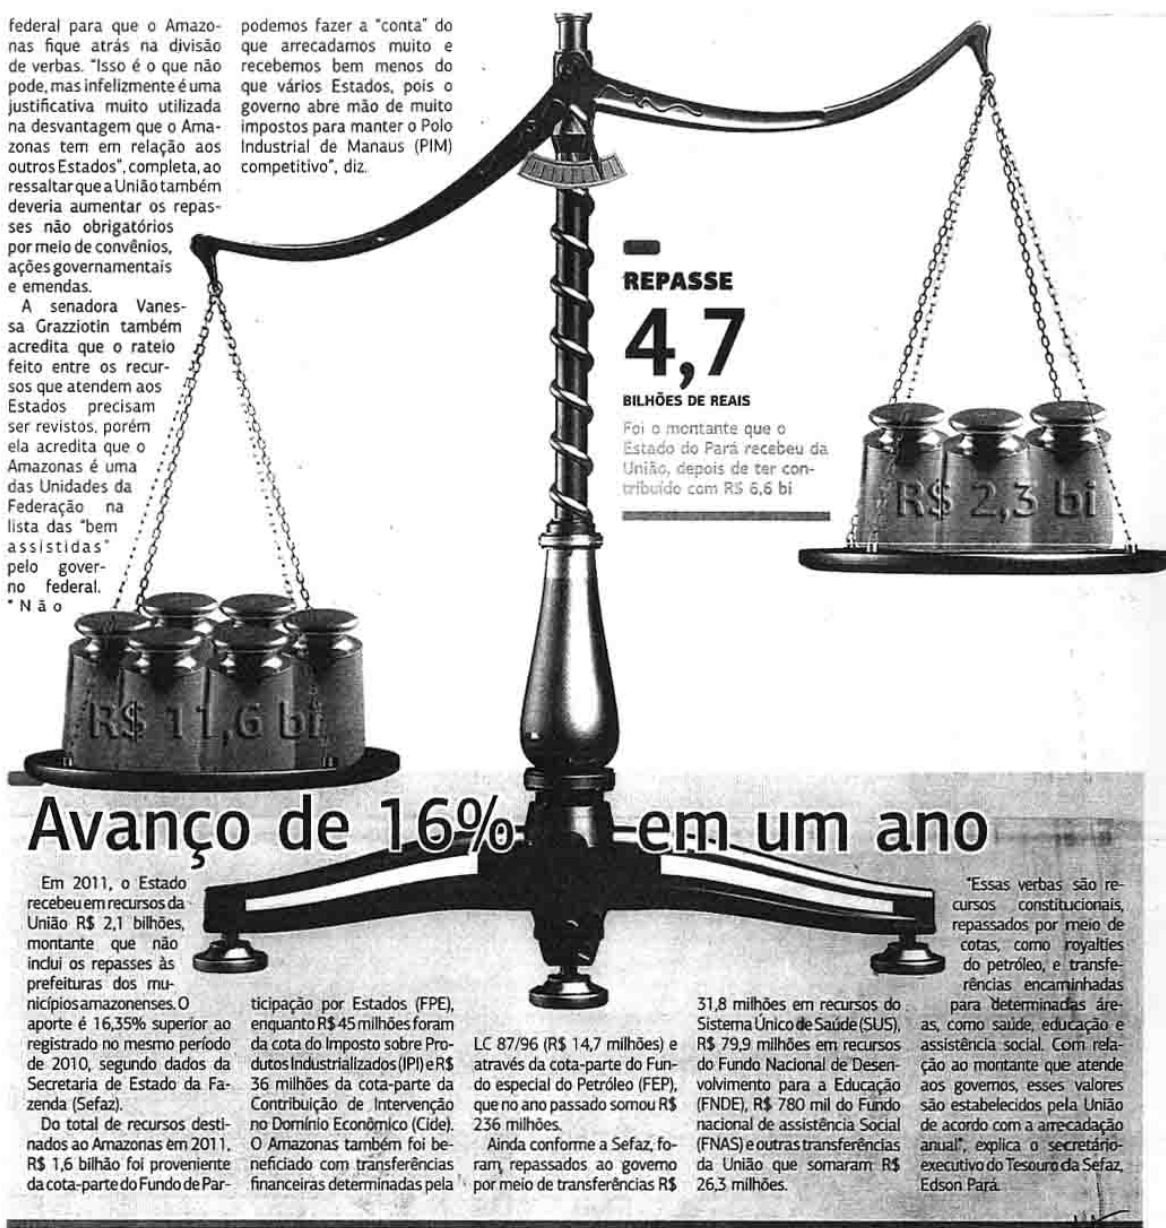 federal para que o Amazo-
nas fique atrás na divisão
de verbas. "Isso é o que não
pode, mas infelizmente é uma
justificativa muito utilizada
na desvantagem que o Ama-
zonas tem em relação aos
outros Estados", completa, ao
ressaltar que a União também
deveria aumentar os repas-
ses não obrigatórios
por meio de convênios,
ações governamentais
e emendas.
A senadora Vanes-
sa Grazziotin também
acredita que o rateio
feito entre os recur-
sos que atendem aos
Estados precisam
ser revistos, porém
ela acredita que o
Amazonas é uma
das Unidades da
Federação na
lista das "bem
assistidas"
pelo gover-
no federal.
"Não
podemos fazer a "conta" do
que arrecadamos muito e
recebemos bem menos do
que vários Estados, pois o
governo abre mão de muito
impostos para manter o Polo
Industrial de Manaus (PIM)
competitivo", diz.
REPASSE
4,7
BILHÕES DE REAIS
Foi o montante que o
Estado do Pará recebeu da
União, depois de ter con-
tribuído com R$ 6,6 bi
R$ 2,3 bi
R$ 11,6 bi
Avanço de 16% em um ano
Em 2011, o Estado
recebeu em recursos da
União R$ 2,1 bilhões,
montante que não
inclui os repasses às
prefeituras dos mu-
nicípios amazonenses. O
aporte é 16,35% superior ao
registrado no mesmo período
de 2010, segundo dados da
Secretaria de Estado da Fa-
zenda (Sefaz).
Do total de recursos desti-
nados ao Amazonas em 2011,
R$ 1,6 bilhão foi proveniente
da cota-parte do Fundo de Par-
ticipação por Estados (FPE),
enquanto R$ 45 milhões foram
da cota do Imposto sobre Pro-
dutos Industrializados (IPI) e R$
36 milhões da cota-parte da
Contribuição de Intervenção
no Domínio Econômico (Cide).
O Amazonas também foi be-
neficiado com transferências
financeiras determinadas pela
LC 87/96 (R$ 14,7 milhões) e
através da cota-parte do Fun-
do especial do Petróleo (FEP),
que no ano passado somou R$
236 milhões.
Ainda conforme a Sefaz, fo-
ram repassados ao governo
por meio de transferências R$
31,8 milhões em recursos do
Sistema Único de Saúde (SUS),
R$ 79,9 milhões em recursos
do Fundo Nacional de Desen-
volvimento para a Educação
(FNDE), R$ 780 mil do Fundo
nacional de assistência Social
(FNAS) e outras transferências
da União que somaram R$
26,3 milhões.
"Essas verbas são re-
cursos constitucionais,
repassados por meio de
cotas, como royalties
do petróleo, e transfe-
rências encaminhadas
para determinadas áre-
as, como saúde, educação e
assistência social. Com rela-
ção ao montante que atende
aos governos, esses valores
são estabelecidos pela União
de acordo com a arrecadação
anual", explica o secretário-
executivo do Tesouro da Sefaz,
Edson Pará.